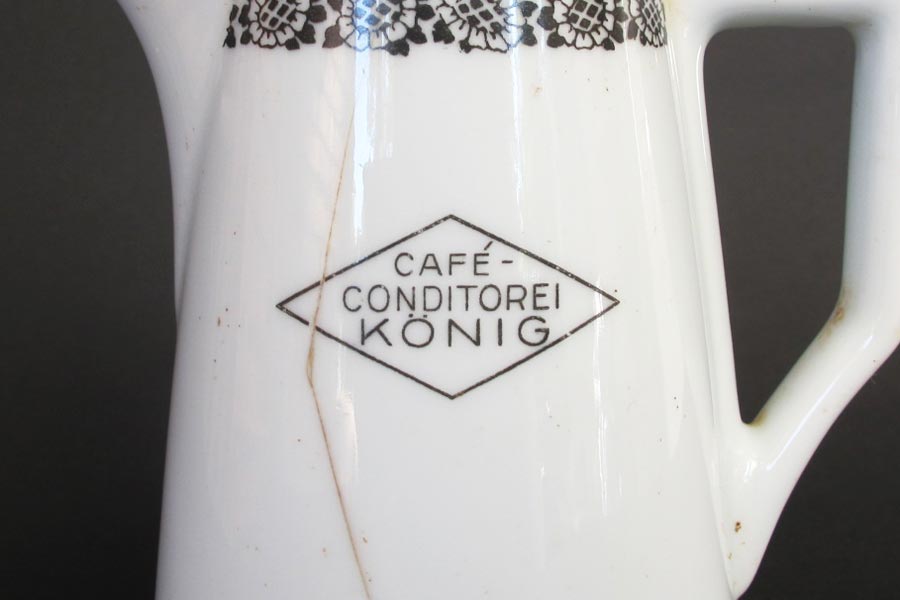 CAFÉ-
CONDITOREI
KÖNIG